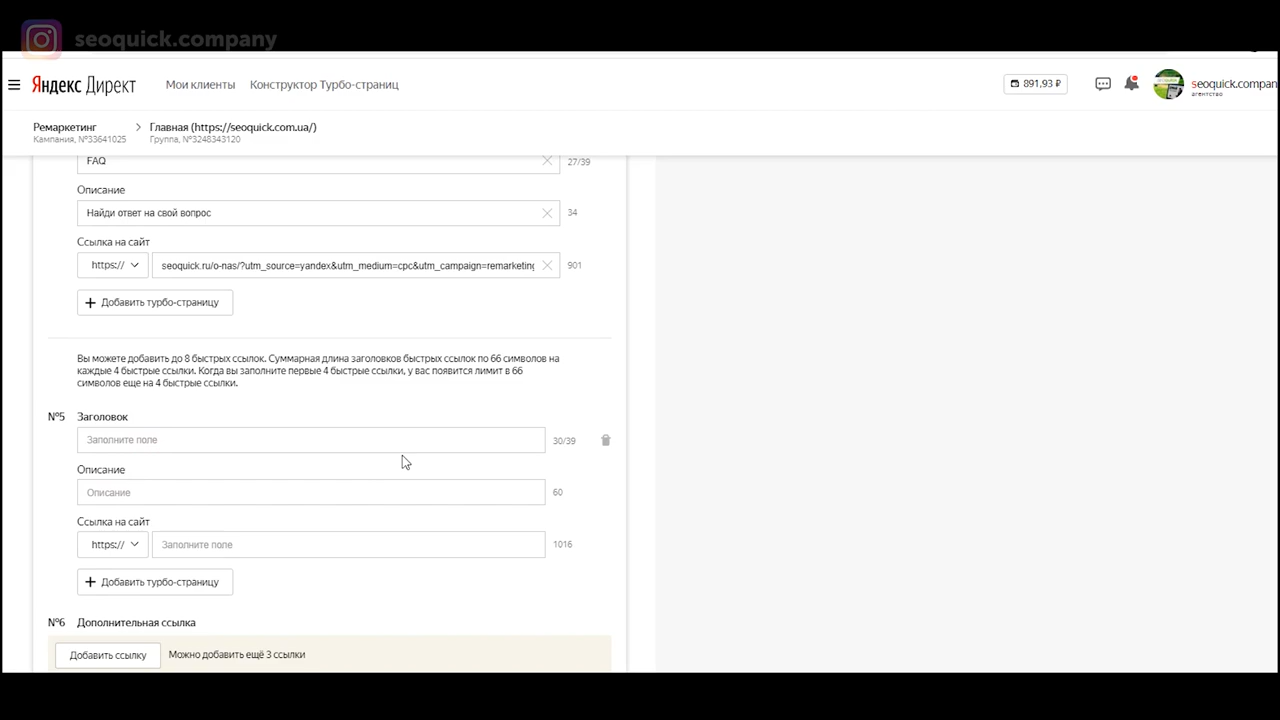 seoquick.company
Яндекс Директ Мои клиенты Конструктор Турбо-страниц 891,93 ₽ seoquick.compan
агентство
Ремаркетинг Главная (https://seoquick.com.ua/)
Кампания, №33641025 Группа, №3248343120
FAQ 27/39
Описание
Найди ответ на свой вопрос 34
Ссылка на сайт
https:// seoquick.ru/o-nas/?utm_source=yandex&utm_medium=cpc&utm_campaign=remarketing 901
+ Добавить турбо-страницу
Вы можете добавить до 8 быстрых ссылок. Суммарная длина заголовков быстрых ссылок по 66 символов на
каждые 4 быстрые ссылки. Когда вы заполните первые 4 быстрые ссылки, у вас появится лимит в 66
символов еще на 4 быстрые ссылки.
№5 Заголовок
Заполните поле 30/39
Описание
Описание 60
Ссылка на сайт
https:// Заполните поле 1016
+ Добавить турбо-страницу
№6 Дополнительная ссылка
Добавить ссылку Можно добавить ещё 3 ссылки